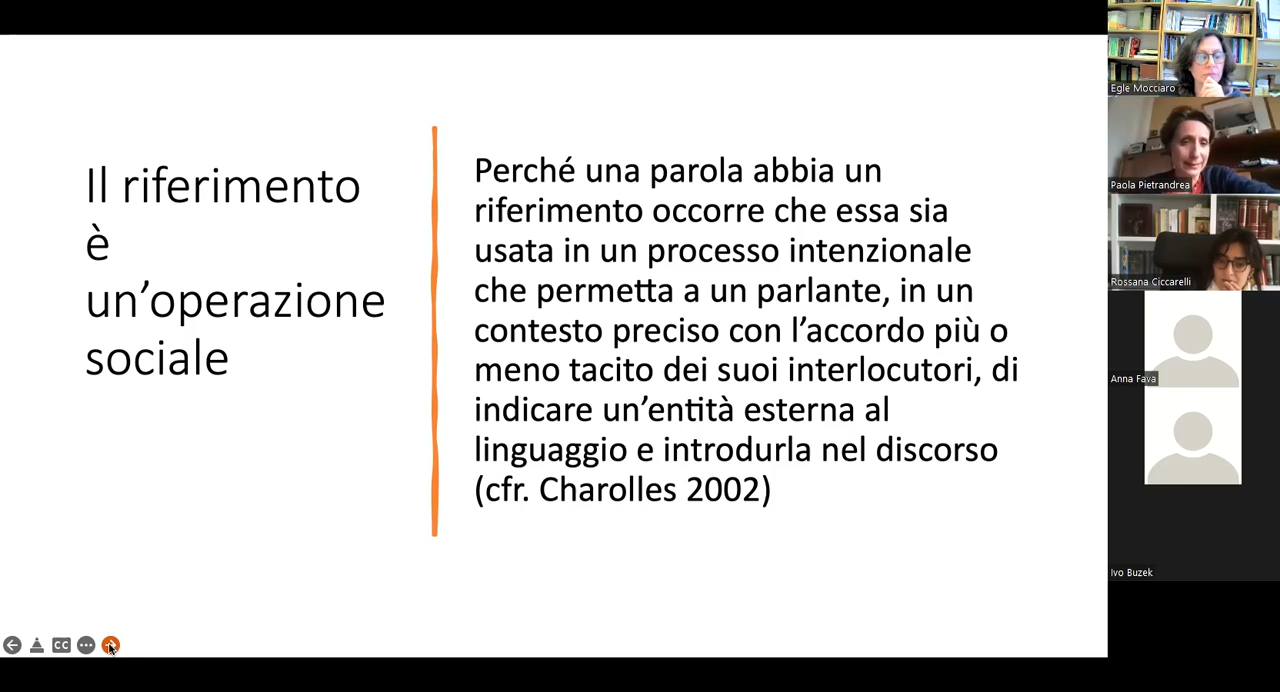 Il riferimento
è
un’operazione
sociale
Perché una parola abbia un
riferimento occorre che essa sia
usata in un processo intenzionale
che permetta a un parlante, in un
contesto preciso con l’accordo più o
meno tacito dei suoi interlocutori, di
indicare un’entità esterna al
linguaggio e introdurla nel discorso
(cfr. Charolles 2002)
Egle Mocciaro
Paola Pietrandrea
Rossana Ciccarelli
Anna Fava
Ivo Buzek
CC